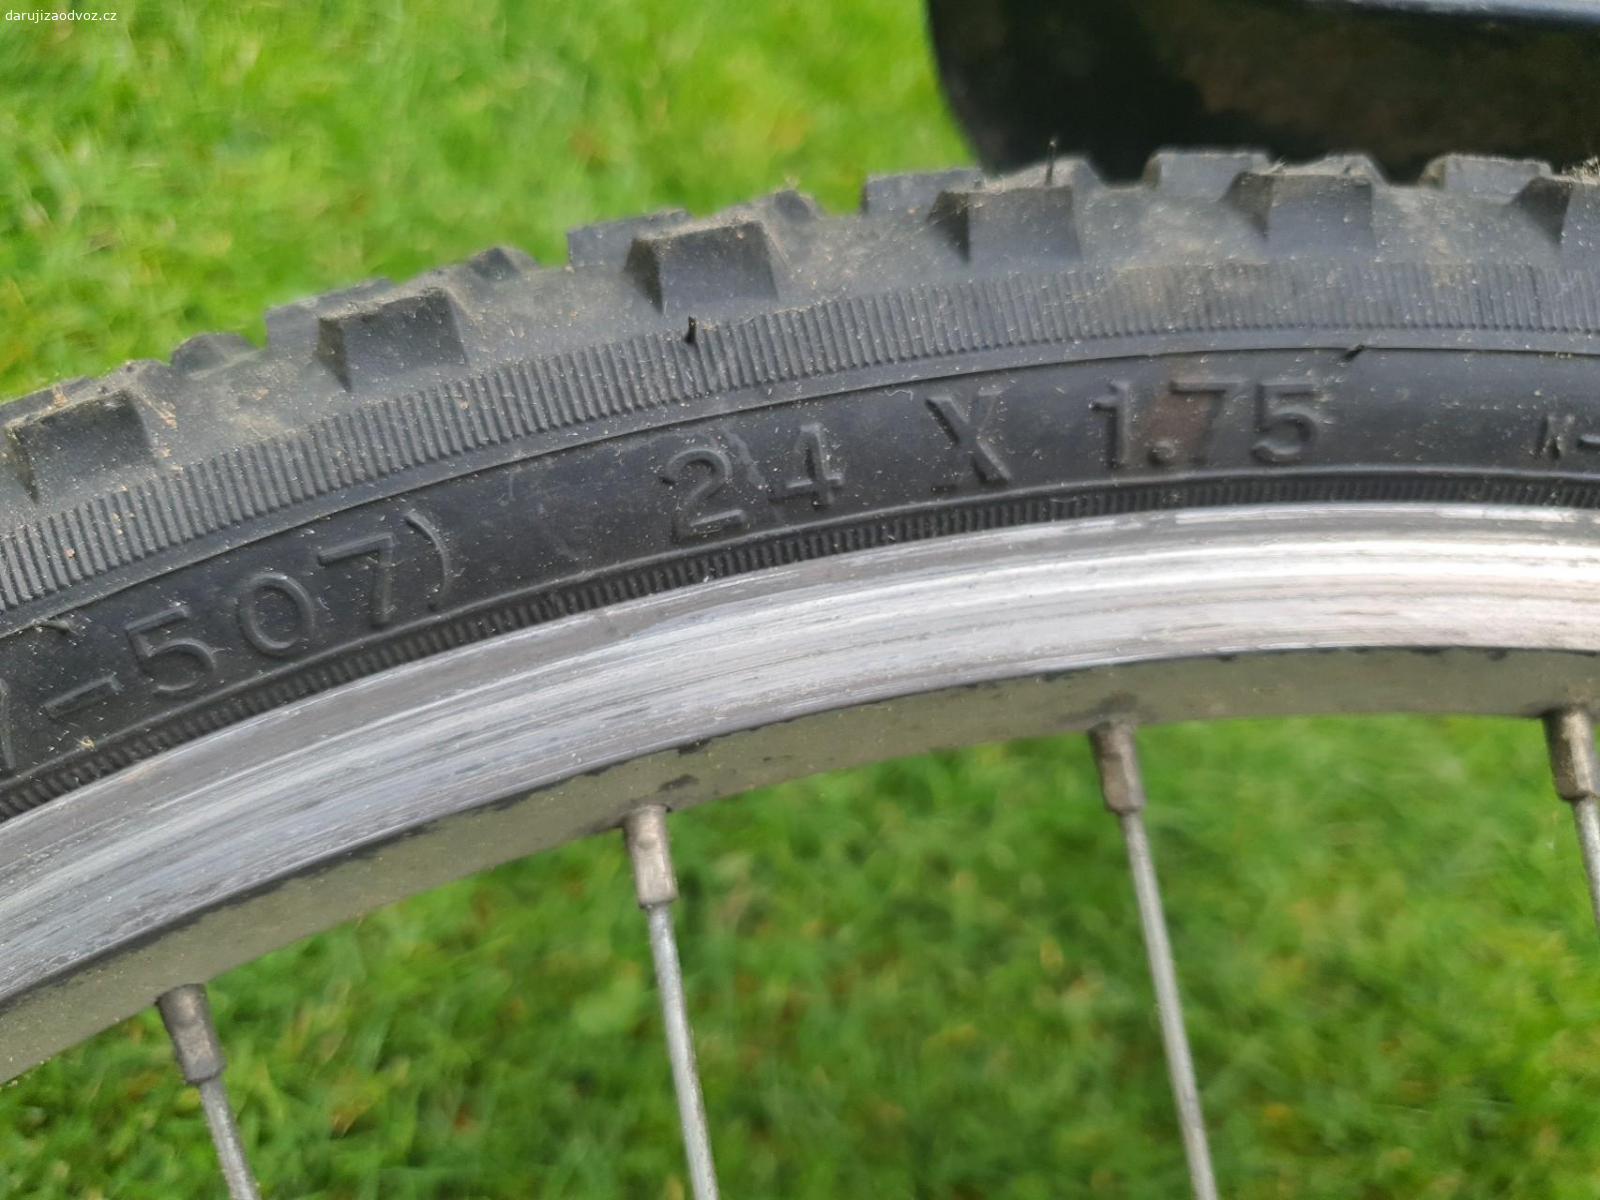 darujizaodvoz.cz
-507) 24 X 1.75